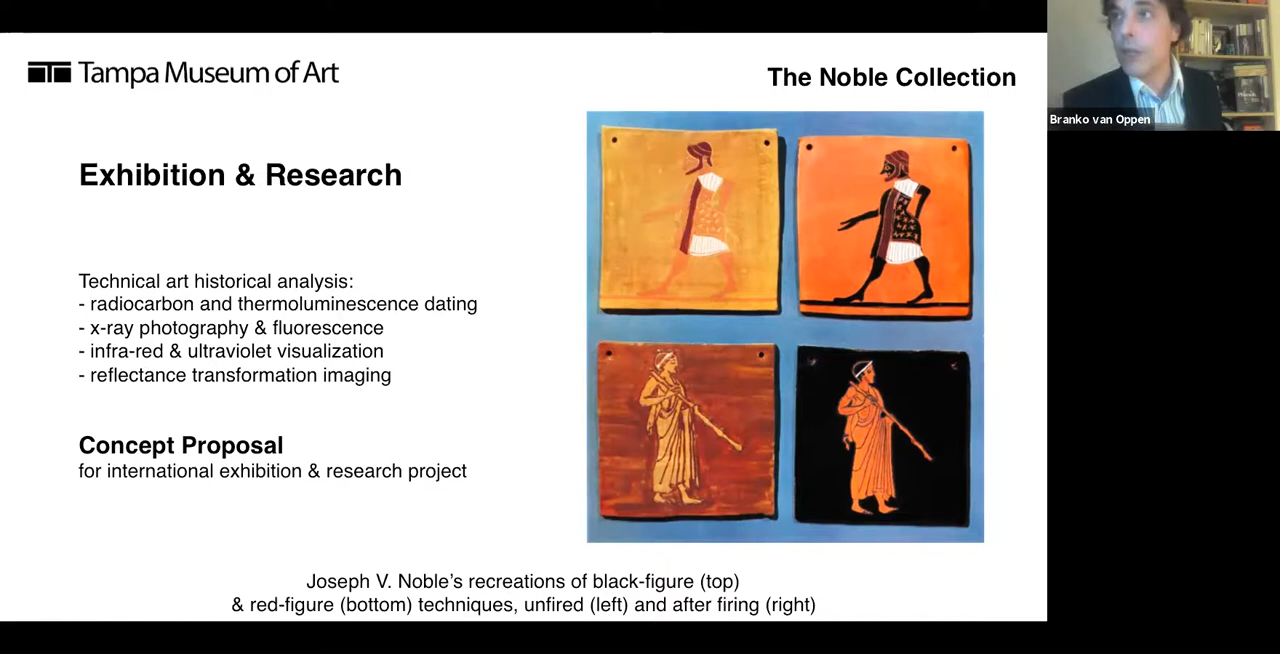 Tampa Museum of Art
The Noble Collection
Branko van Oppen
Exhibition & Research
Technical art historical analysis:
- radiocarbon and thermoluminescence dating
- x-ray photography & fluorescence
- infra-red & ultraviolet visualization
- reflectance transformation imaging
Concept Proposal
for international exhibition & research project
Joseph V. Noble's recreations of black-figure (top)
& red-figure (bottom) techniques, unfired (left) and after firing (right)